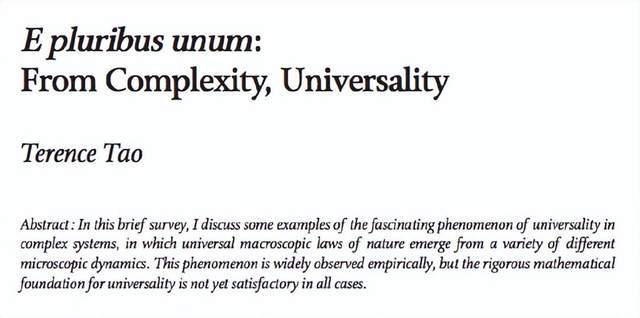 E pluribus unum:
From Complexity, Universality
Terence Tao
Abstract: In this brief survey, I discuss some examples of the fascinating phenomenon of universality in
complex systems, in which universal macroscopic laws of nature emerge from a variety of different
microscopic dynamics. This phenomenon is widely observed empirically, but the rigorous mathematical
foundation for universality is not yet satisfactory in all cases.